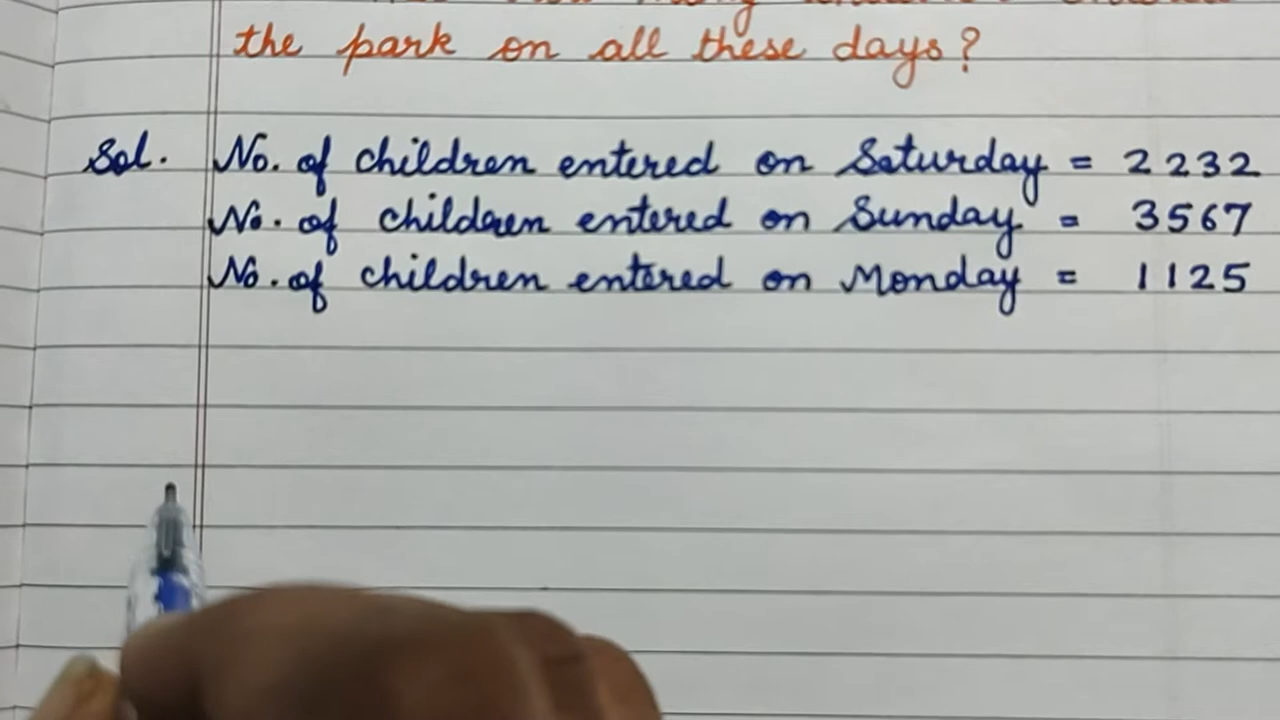 the park on all these days?
Sol. No. of children entered on Saturday = 2232
No. of children entered on Sunday = 3567
No. of children entered on Monday = 1125